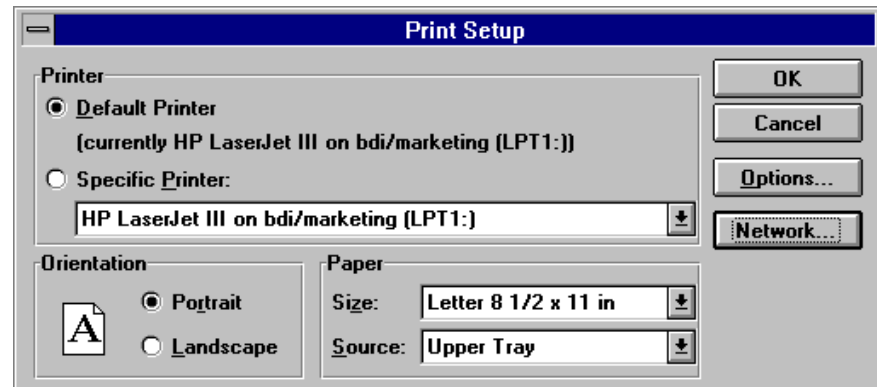 Print Setup
Printer
Default Printer
(currently HP LaserJet III on bdi/marketing (LPT1:))
Specific Printer:
HP LaserJet III on bdi/marketing (LPT1:)
OK
Cancel
Options...
Network...
Orientation
A
Portrait
Landscape
Paper
Size: Letter 8 1/2 x 11 in
Source: Upper Tray